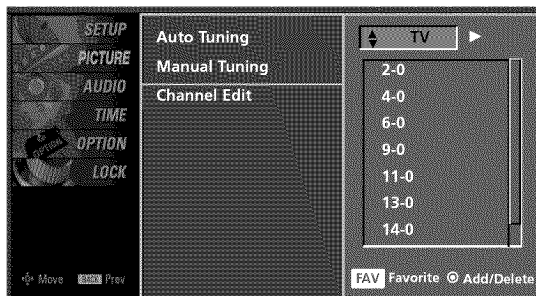 SETUP
PICTURE
AUDIO
TIME
OPTION
LOCK
Move BACK Prev
Auto Tuning
Manual Tuning
Channel Edit
TV
2-0
4-0
6-0
9-0
11-0
13-0
14-0
FAV Favorite Add/Delete